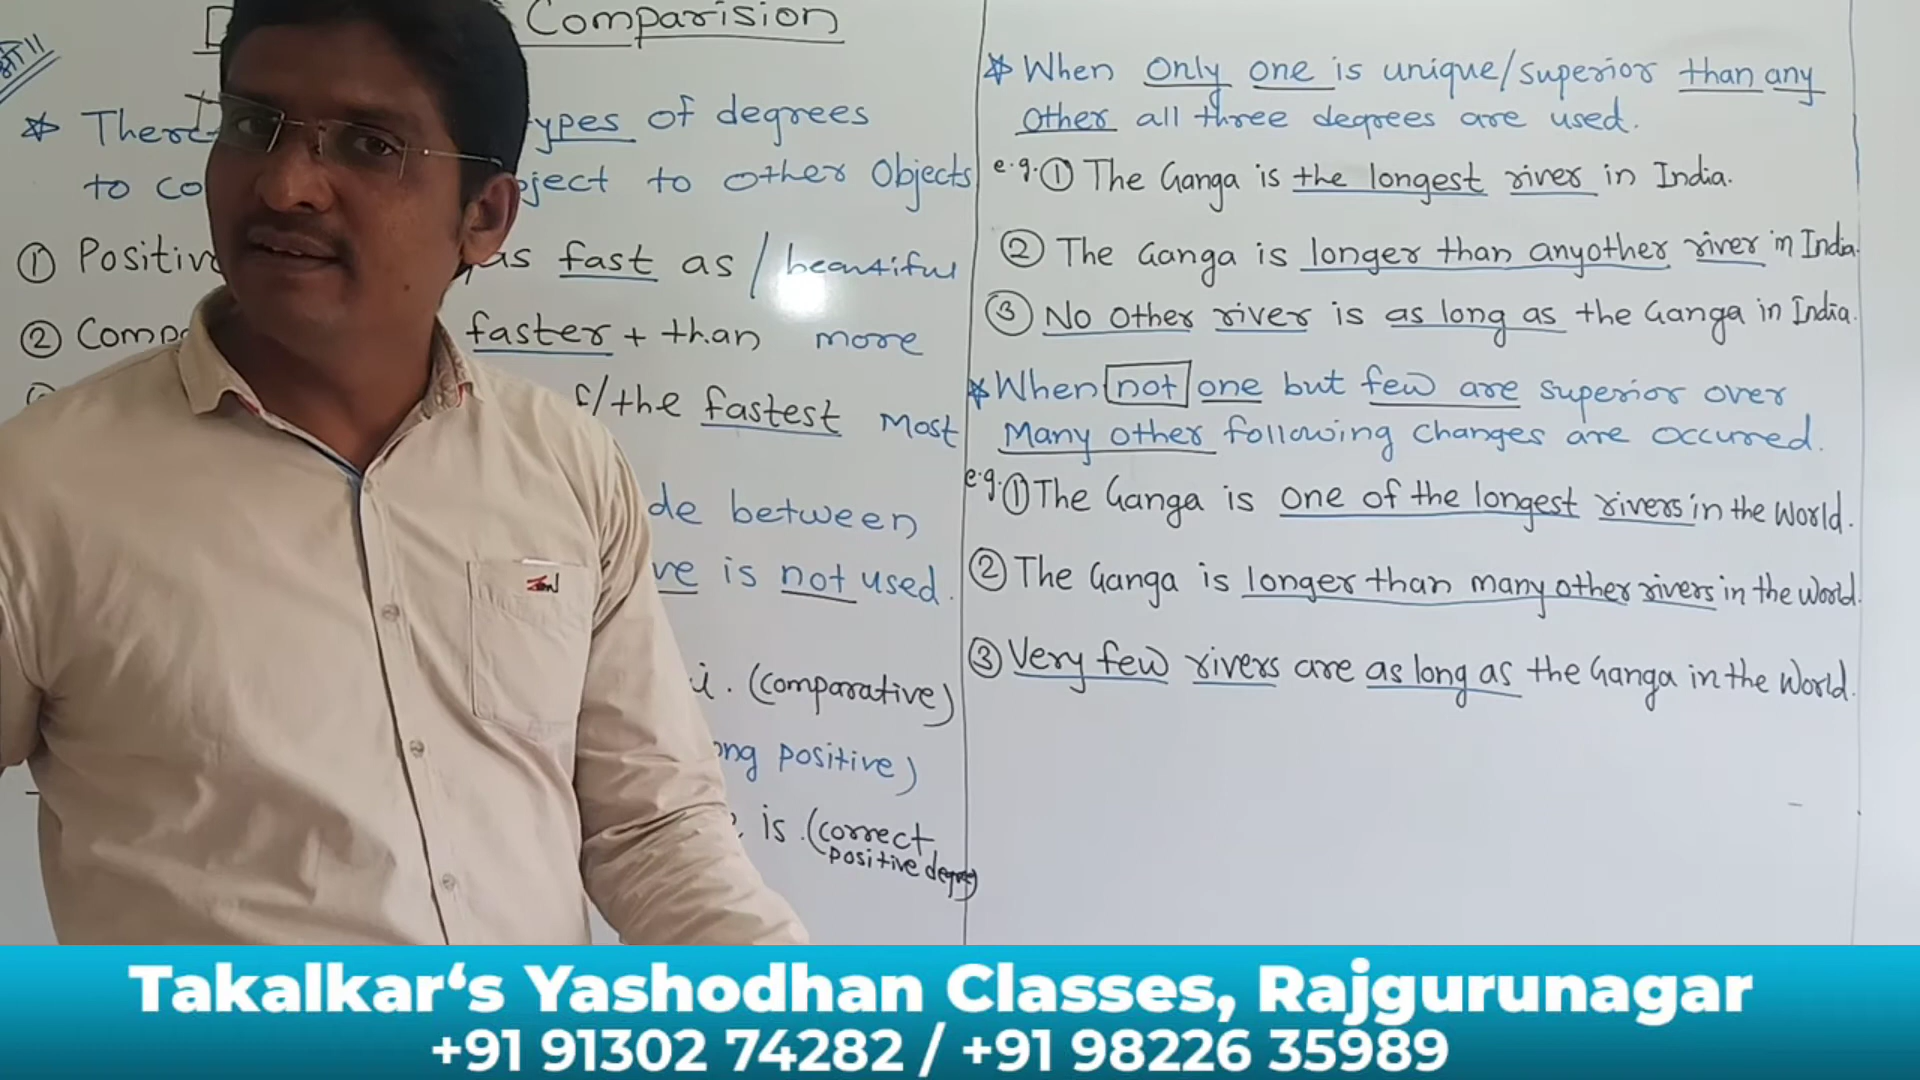 Comparision
ypes of degrees
to co ject to other Objects
① Positiv as fast as / beautiful
② Comp faster + than more
/the fastest Most
de between
ve is not used.
i. (comparative)
ong positive)
is (correct
positive degree)
* When only one is unique/superior than any
other all three degrees are used.
e.g. ① The Ganga is the longest river in India.
② The Ganga is longer than anyother river in India.
③ No other river is as long as the Ganga in India.
* When not one but few are superior over
Many other following changes are occurred.
e.g. ① The Ganga is one of the longest rivers in the World.
② The Ganga is longer than many other rivers in the World.
③ Very few rivers are as long as the Ganga in the World.
Takalkar‘s Yashodhan Classes, Rajgurunagar
+91 91302 74282 / +91 98226 35989